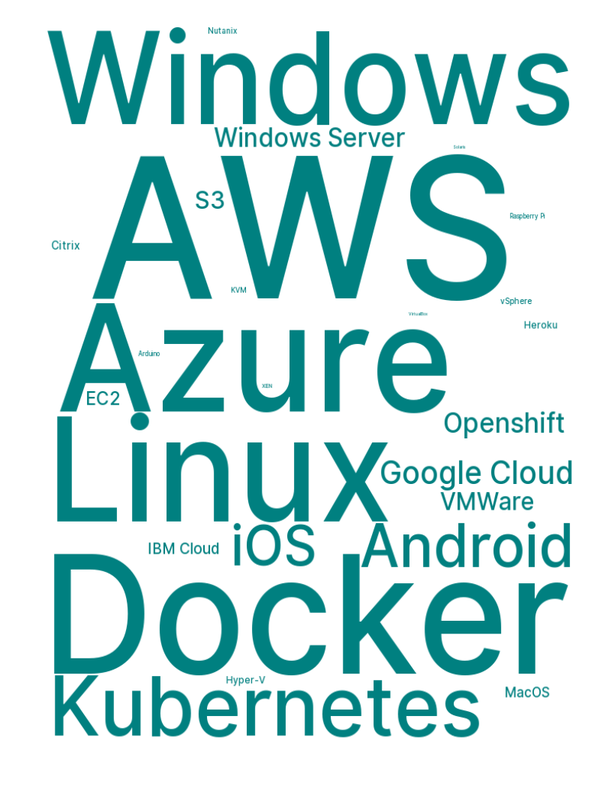 Nutanix
Windows
Windows Server
AWS
S3
Raspberry Pi
Citrix
KVM
vSphere
Azure
VirtualBox
Heroku
Arduino
XEN
EC2
Openshift
Linux
Google Cloud
VMWare
iOS
Android
IBM Cloud
Docker
Hyper-V
Kubernetes
MacOS